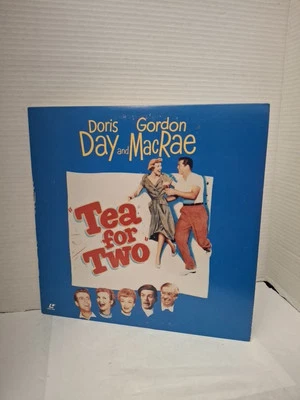 Doris Gordon
Day and MacRae
"Tea
for
Two"